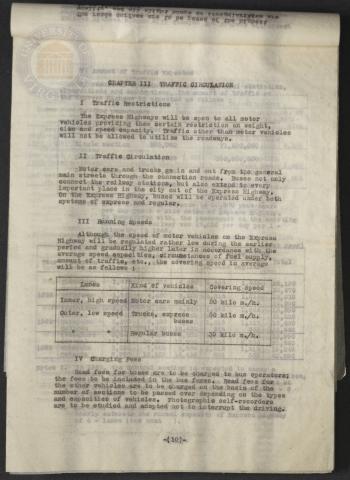 CHAPTER III TRAFFIC CIRCULATION
I Traffic Restrictions
The Express Highways will be open to all motor
vehicles providing them certain restriction on weight,
size and speed capacity. Traffic other than motor vehicles
will not be allowed to utilize the roadways.
II Traffic Circulation
Motor cars and trucks go in and out from the general
main streets through the connection roads. Buses not only
connect the railway stations, but also extend to every
important place in the city out of the Express Highway.
On the Express Highway, buses will be operated under both
systems of express and regular.
III Running Speeds
Although the speed of motor vehicles on the Express
Highway will be regulated rather low during the earlier
period and gradually higher later in accordance with the
average speed capacities, circumstances of fuel supply,
amount of traffic, etc., the covering speed in average
will be as follows :
Lanes Kind of vehicles Covering speed
Inner, high speed Motor cars mainly 80 kilo m./h.
Outer, low speed Trucks, express buses 60 kilo m./h.
" " Regular buses 30 kilo m./h.
IV Charging Fees
Road fees for buses are to be charged to bus operators;
the fees to be included in the bus fares. Road fees for
the other vehicles are to be charged on the basis of the
number of sections to be passed over depending on the types
and capacities of vehicles. Photographic self-recorders
are to be studied and adopted not to interrupt the driving.
-(10)-